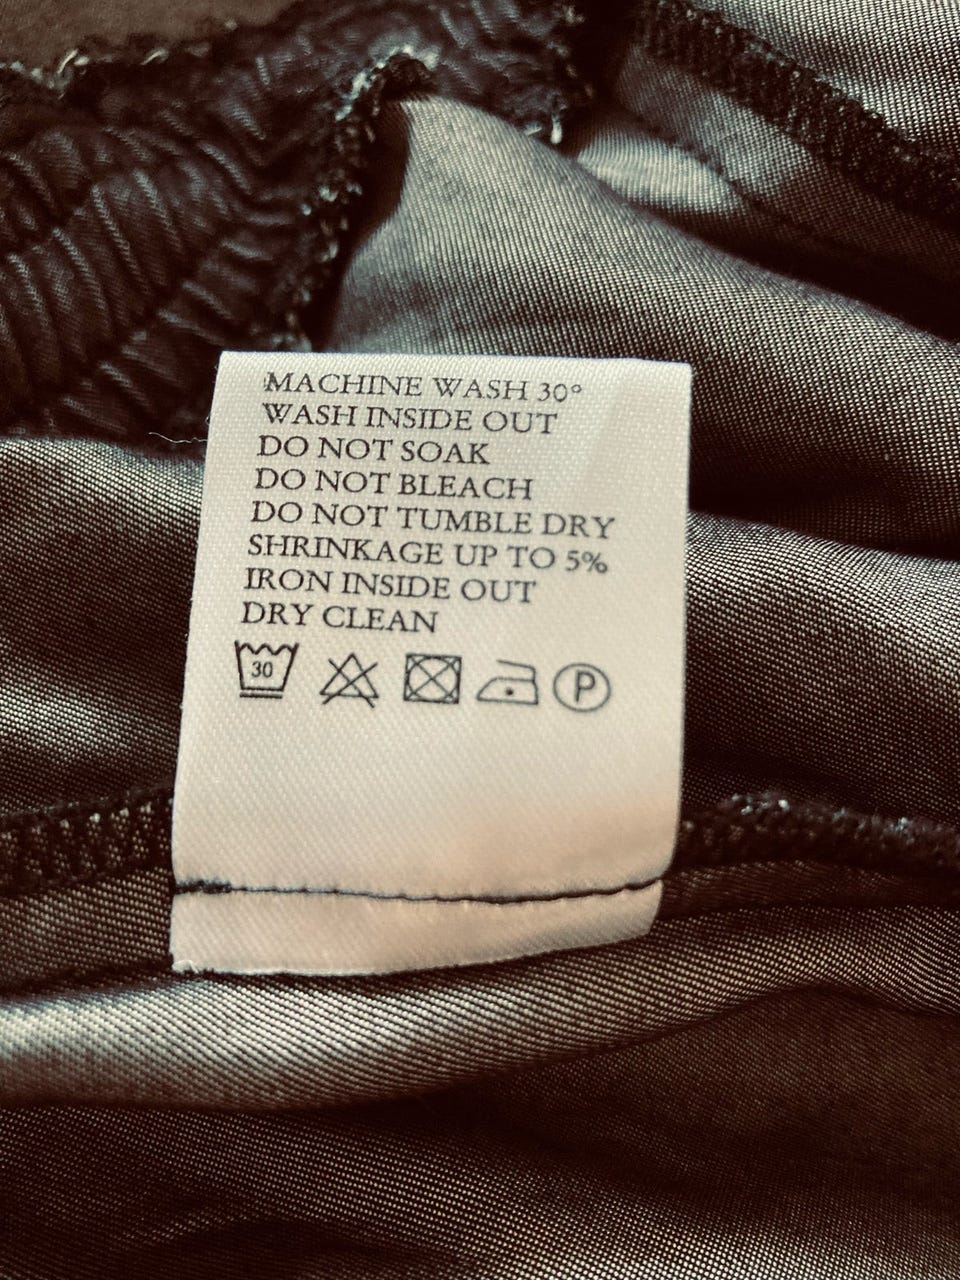 MACHINE WASH 30°
WASH INSIDE OUT
DO NOT SOAK
DO NOT BLEACH
DO NOT TUMBLE DRY
SHRINKAGE UP TO 5%
IRON INSIDE OUT
DRY CLEAN
30 P